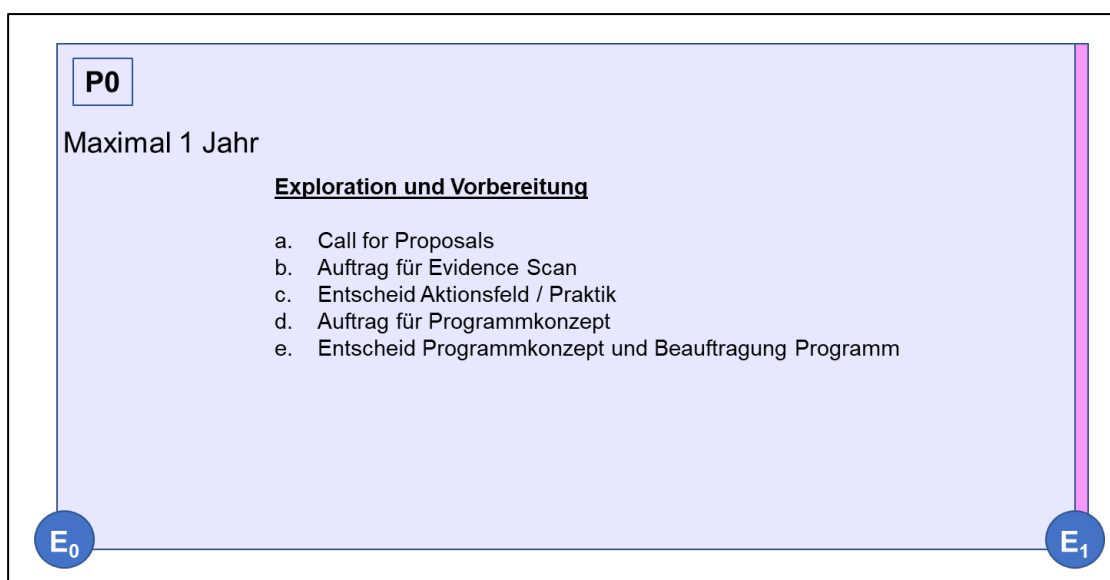 P0
Maximal 1 Jahr
Exploration und Vorbereitung
a. Call for Proposals
b. Auftrag für Evidence Scan
c. Entscheid Aktionsfeld / Praktik
d. Auftrag für Programmkonzept
e. Entscheid Programmkonzept und Beauftragung Programm
E₀
E₁